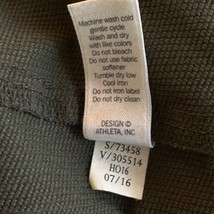 Machine wash cold
gentle cycle
Wash and dry
with like colors
Do not bleach
Do not use fabric
softener
Tumble dry low
Cool iron
Do not iron label
Do not dry clean
DESIGN ©
ATHLETA, INC
S/73458
V/305514
HO16
07/16